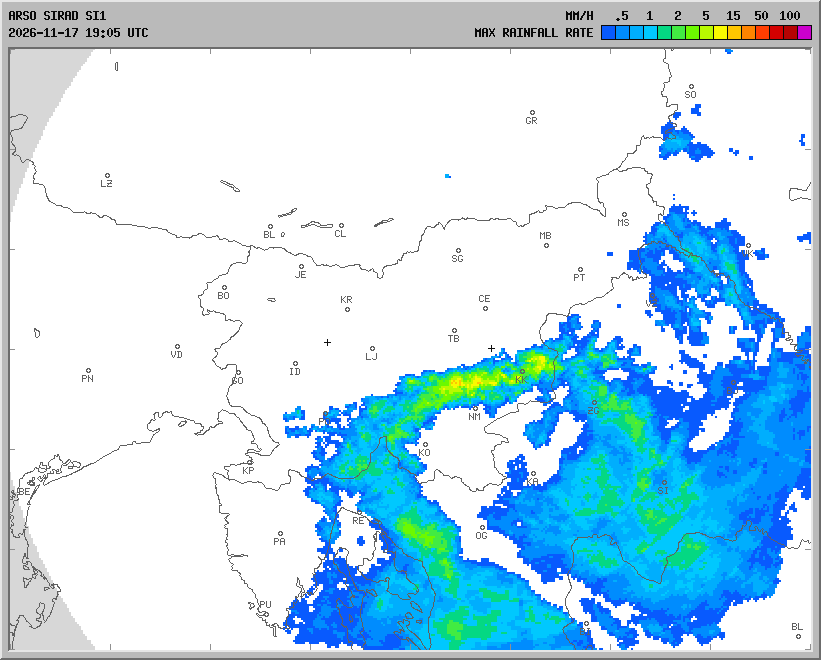 ARSO SIRAD SI1
2026-11-17 19:05 UTC
MM/H .5 1 2 5 15 50 100
MAX RAINFALL RATE
SO
GR
LZ
MS
BL
CL
MB
SG
JE
PT
BO
KR
CE
TB
VD
LJ
ID
PN
GO
KK
NM
ZG
KO
KP
KA
BE
SI
RE
OG
PA
PU
BL